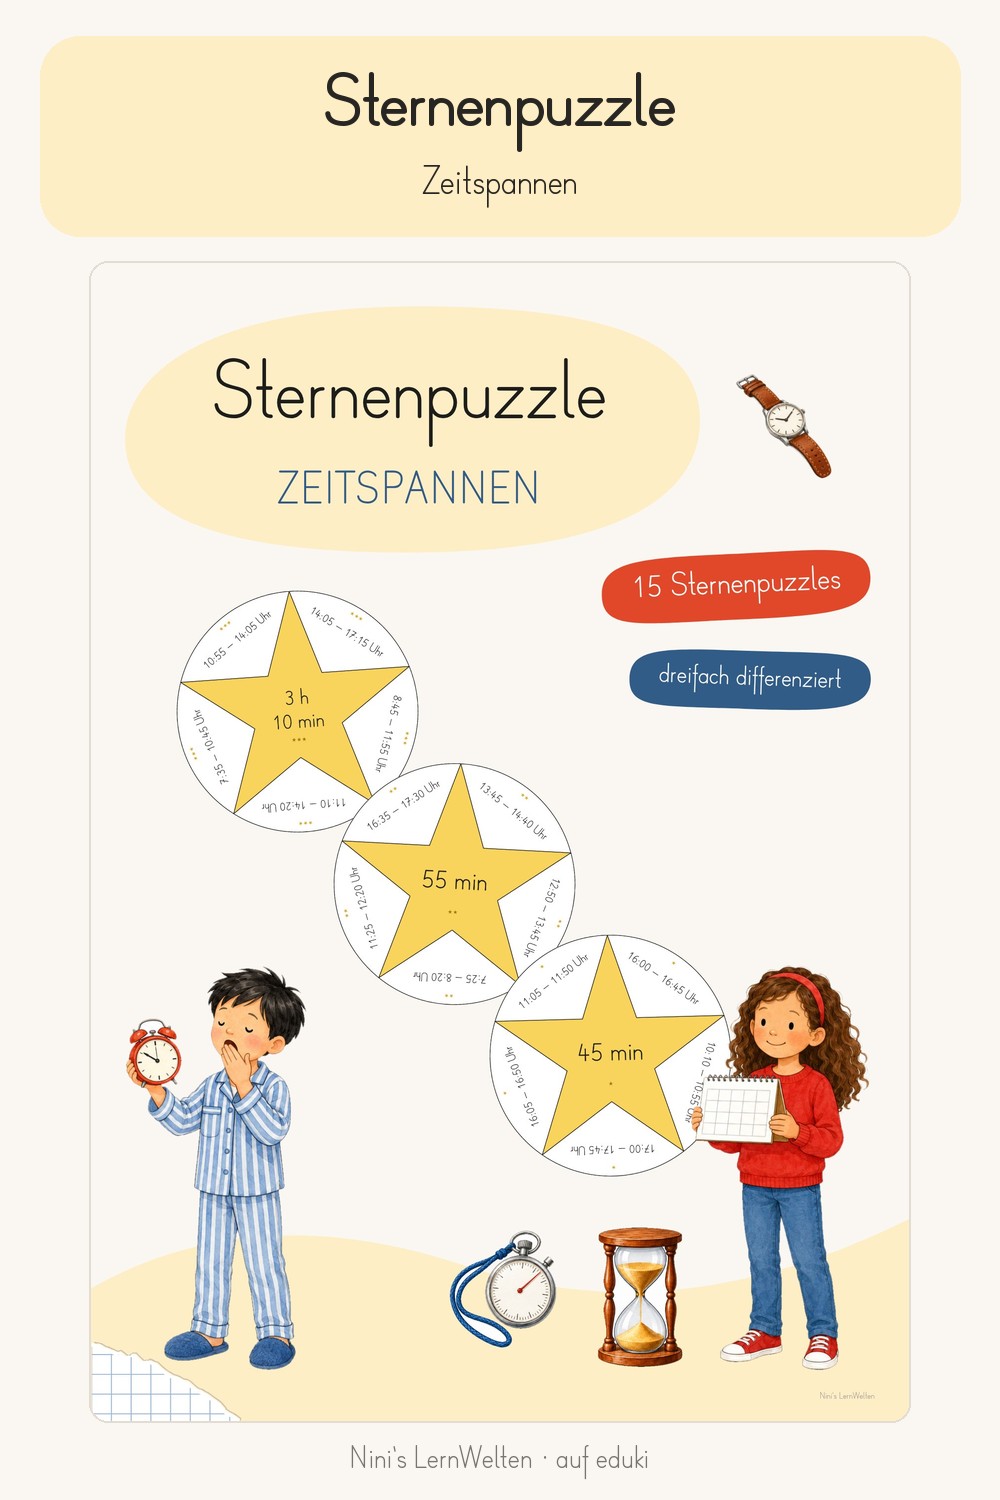 Sternenpuzzle
Zeitspannen
Sternenpuzzle
ZEITSPANNEN
15 Sternenpuzzles
dreifach differenziert
10:55 – 14:05 Uhr
14:05 – 17:15 Uhr
8:45 – 11:55 Uhr
11:10 – 14:20 Uhr
7:35 – 10:45 Uhr
3 h
10 min
16:35 – 17:30 Uhr
13:45 – 14:40 Uhr
12:50 – 13:45 Uhr
7:25 – 8:20 Uhr
11:25 – 12:20 Uhr
55 min
11:05 – 11:50 Uhr
16:00 – 16:45 Uhr
10:10 – 10:55 Uhr
17:00 – 17:45 Uhr
16:05 – 16:50 Uhr
45 min
Nini's LernWelten
Nini's LernWelten · auf eduki